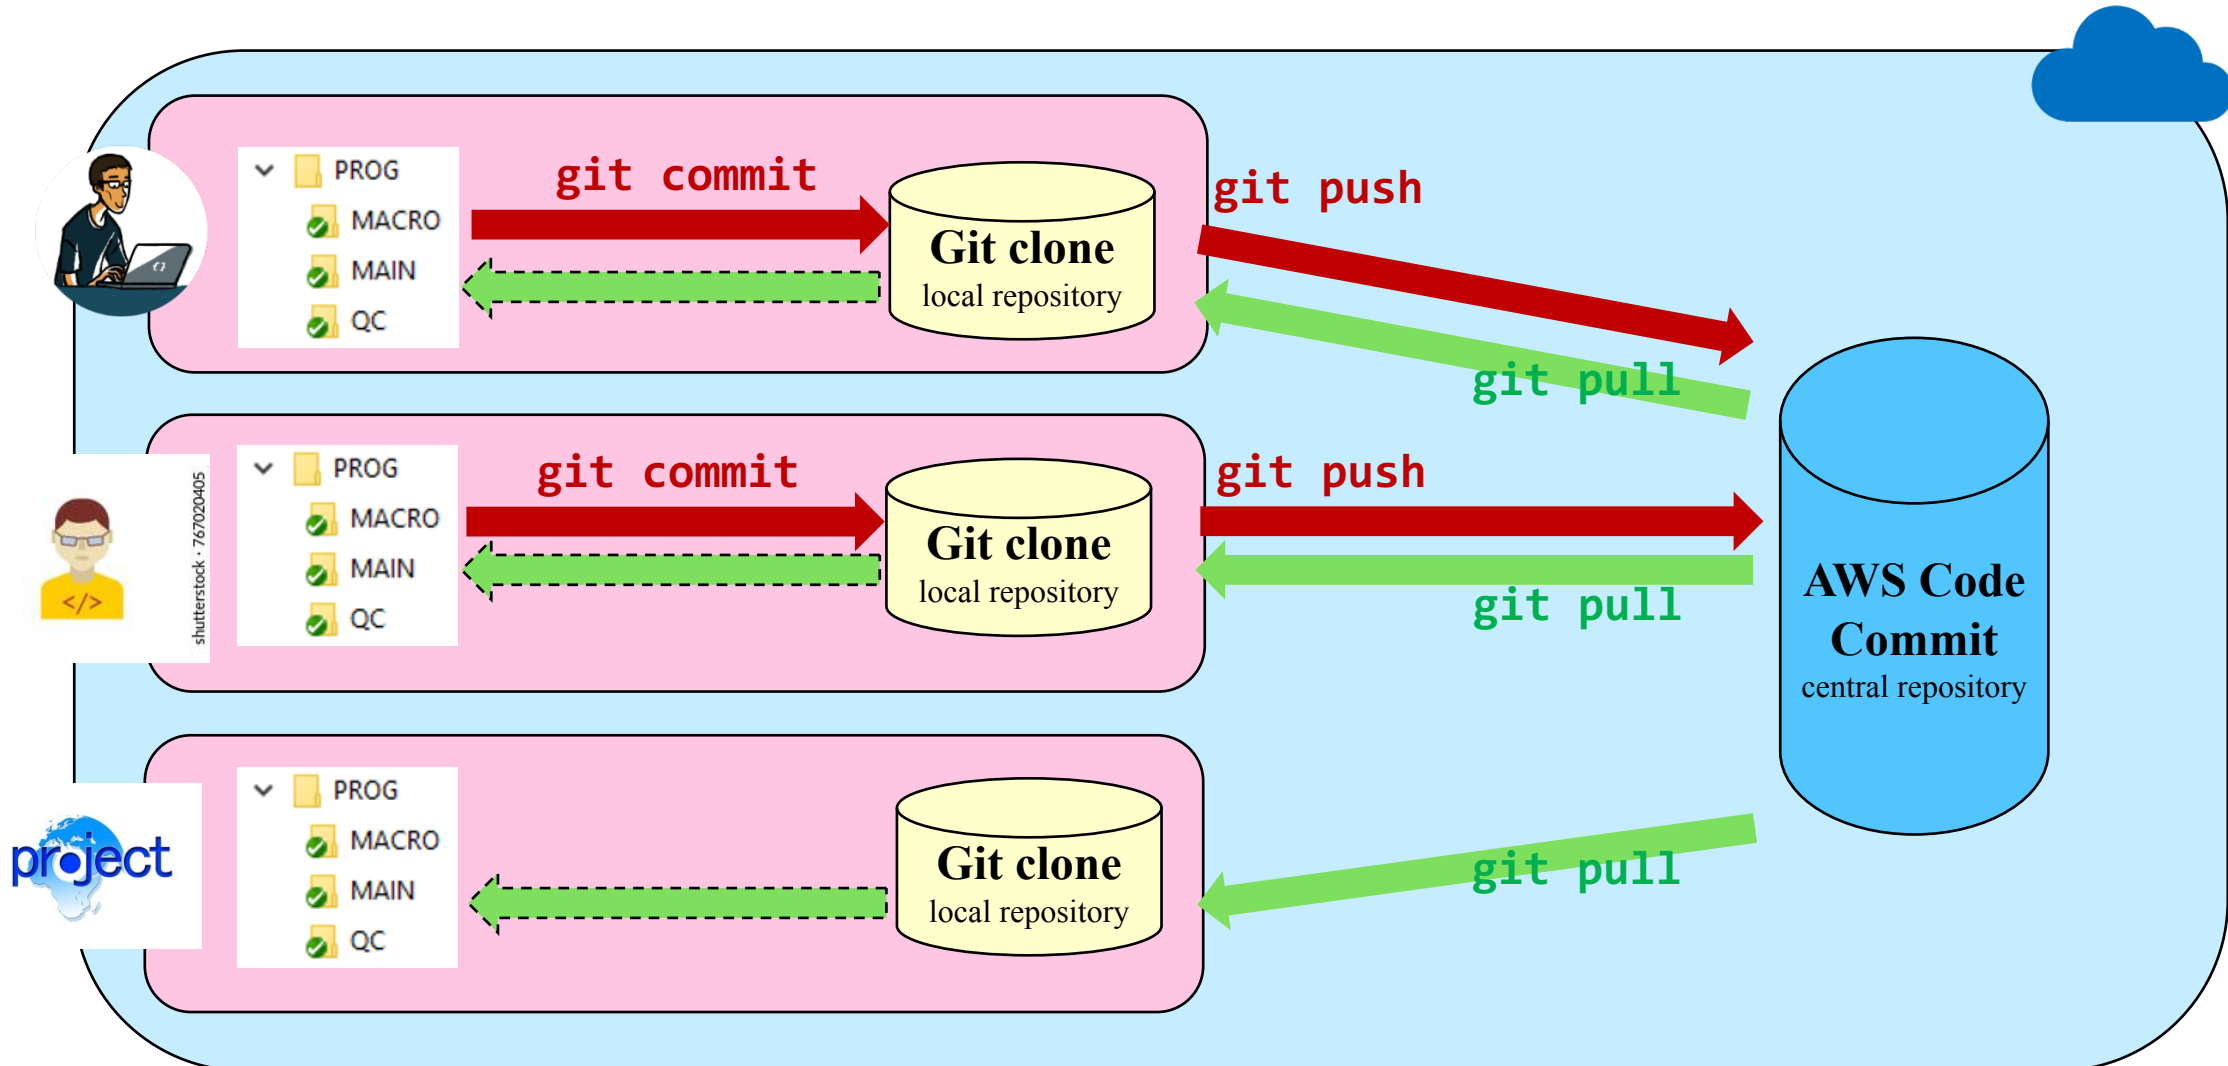 PROG
MACRO
MAIN
QC
git commit
Git clone
local repository
git push
git pull
shutterstock · 767020405
</>
PROG
MACRO
MAIN
QC
git commit
Git clone
local repository
git push
git pull
AWS Code
Commit
central repository
project
PROG
MACRO
MAIN
QC
Git clone
local repository
git pull